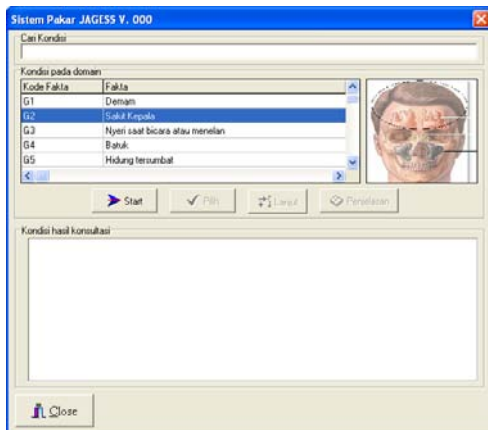 Sistem Pakar JAGESS V. 000
Cari Kondisi
Kondisi pada domain
Kode Fakta Fakta
G1 Demam
G2 Sakit Kepala
G3 Nyeri saat bicara atau menelan
G4 Batuk
G5 Hidung tersumbat
Start Pilih Lanjut Penjelasan
Kondisi hasil konsultasi
Close